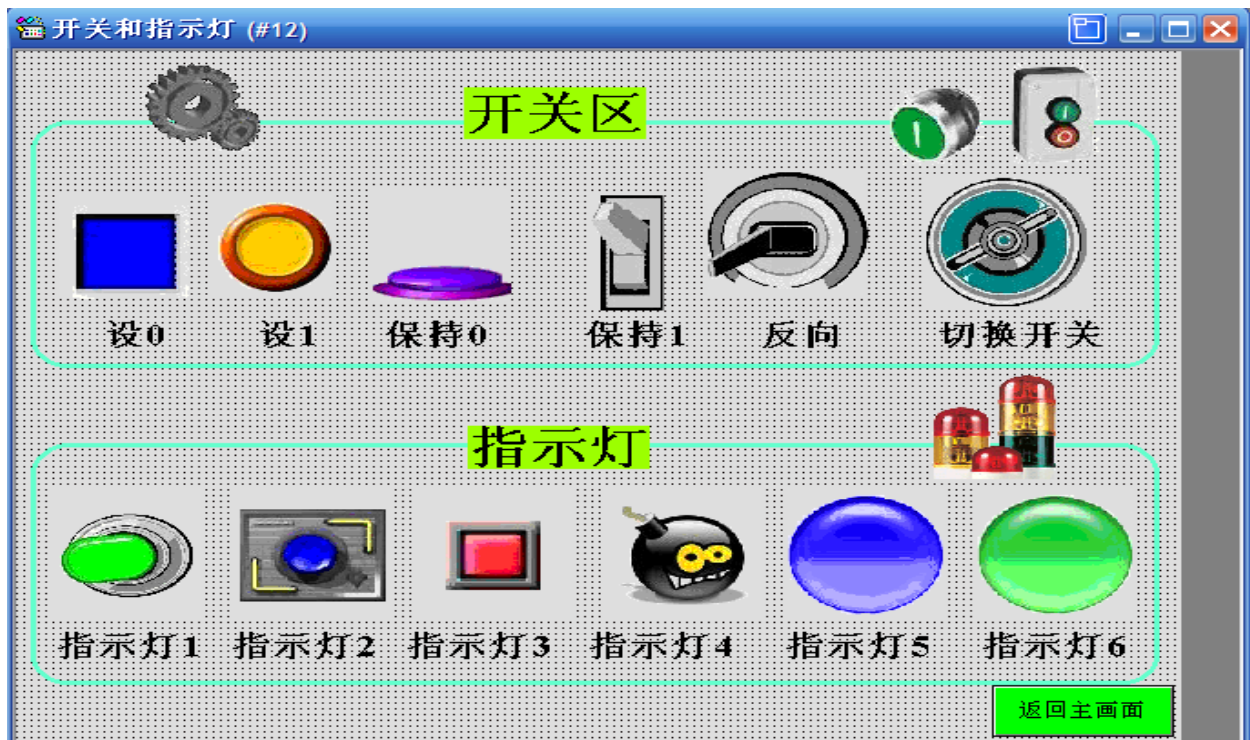 开关和指示灯 (#12)
开关区
设0 设1 保持0 保持1 反向 切换开关
指示灯
指示灯1 指示灯2 指示灯3 指示灯4 指示灯5 指示灯6
返回主画面